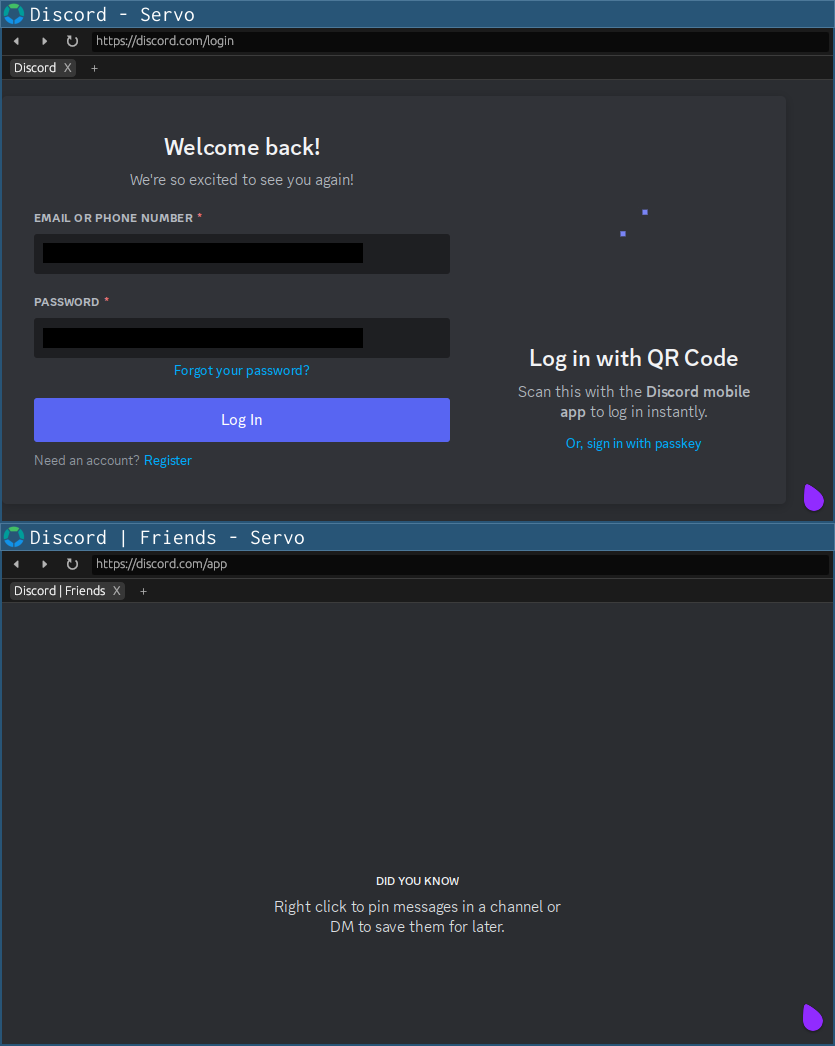 Discord - Servo
https://discord.com/login
Discord X +
Welcome back!
We're so excited to see you again!
EMAIL OR PHONE NUMBER *
PASSWORD *
Forgot your password?
Log In
Need an account? Register
Log in with QR Code
Scan this with the Discord mobile
app to log in instantly.
Or, sign in with passkey
Discord | Friends - Servo
https://discord.com/app
Discord | Friends X +
DID YOU KNOW
Right click to pin messages in a channel or
DM to save them for later.